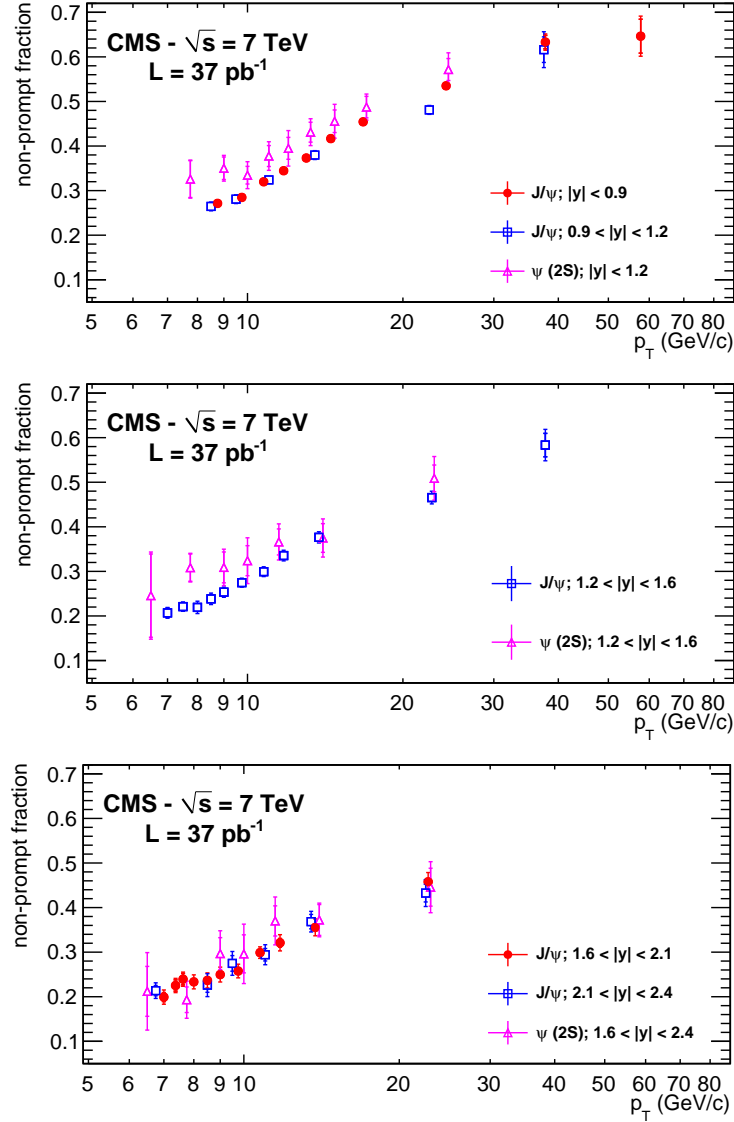 CMS - √s = 7 TeV
L = 37 pb⁻¹
non-prompt fraction
0.7
0.6
0.5
0.4
0.3
0.2
0.1
J/ψ; |y| < 0.9
J/ψ; 0.9 < |y| < 1.2
ψ (2S); |y| < 1.2
5 6 7 8 9 10 20 30 40 50 60 70 80
p_T (GeV/c)
CMS - √s = 7 TeV
L = 37 pb⁻¹
non-prompt fraction
0.7
0.6
0.5
0.4
0.3
0.2
0.1
J/ψ; 1.2 < |y| < 1.6
ψ (2S); 1.2 < |y| < 1.6
5 6 7 8 9 10 20 30 40 50 60 70 80
p_T (GeV/c)
CMS - √s = 7 TeV
L = 37 pb⁻¹
non-prompt fraction
0.7
0.6
0.5
0.4
0.3
0.2
0.1
J/ψ; 1.6 < |y| < 2.1
J/ψ; 2.1 < |y| < 2.4
ψ (2S); 1.6 < |y| < 2.4
5 6 7 8 9 10 20 30 40 50 60 70 80
p_T (GeV/c)